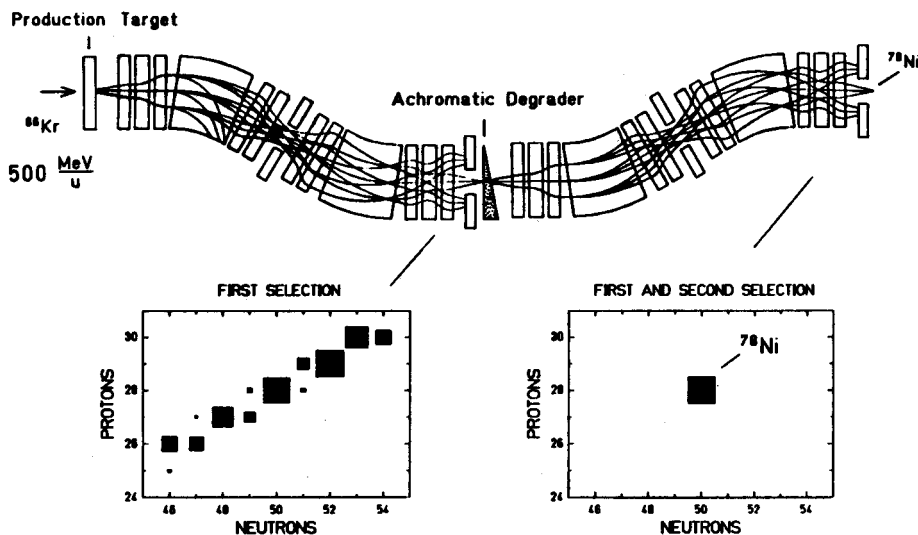 Production Target
⁸⁶Kr
500 MeV/u
Achromatic Degrader
⁷⁸Ni
FIRST SELECTION
PROTONS
30
28
26
24
46 48 50 52 54
NEUTRONS
FIRST AND SECOND SELECTION
⁷⁸Ni
PROTONS
30
28
26
24
46 48 50 52 54
NEUTRONS